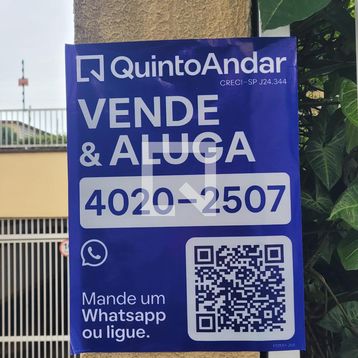 QuintoAndar
CRECI-SP J24.344
VENDE
& ALUGA
4020-2507
Mande um
Whatsapp
ou ligue.